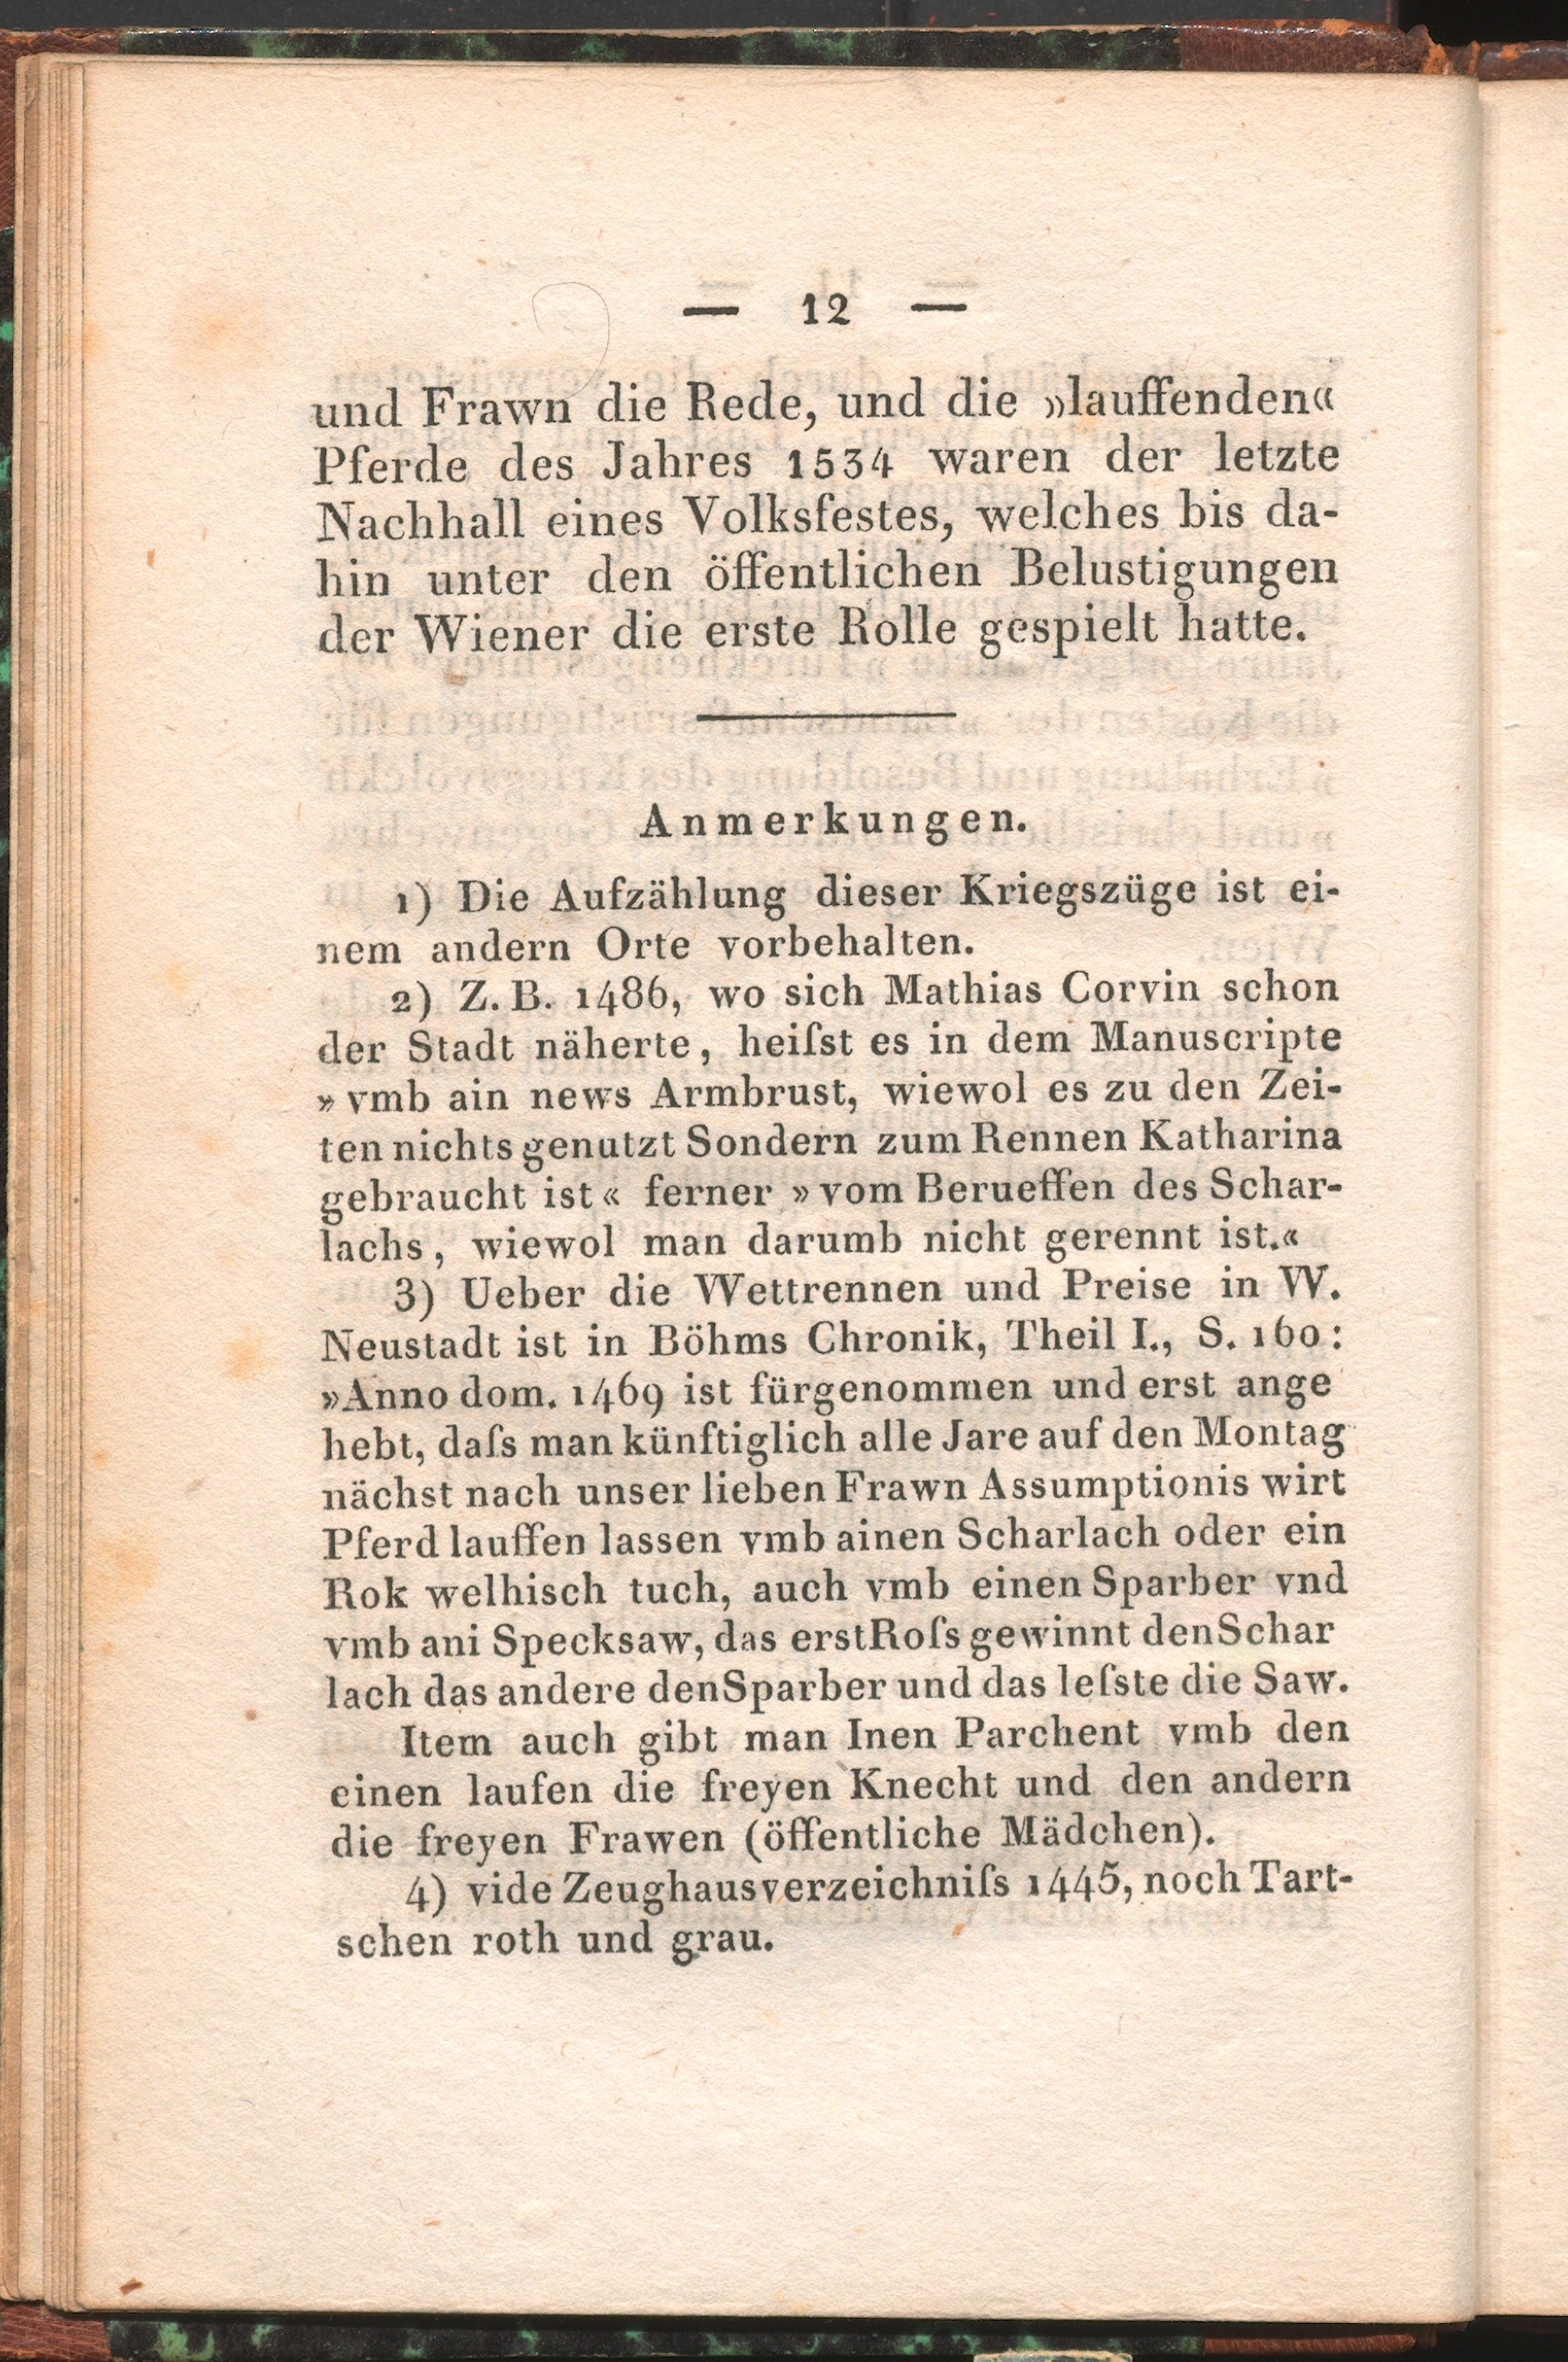 — 12 —
und Frawn die Rede, und die »lauffenden«
Pferde des Jahres 1534 waren der letzte
Nachhall eines Volksfestes, welches bis da-
hin unter den öffentlichen Belustigungen
der Wiener die erste Rolle gespielt hatte.
Anmerkungen.
1) Die Aufzählung dieser Kriegszüge ist ei-
nem andern Orte vorbehalten.
2) Z. B. 1486, wo sich Mathias Corvin schon
der Stadt näherte, heiſst es in dem Manuscripte
» vmb ain news Armbrust, wiewol es zu den Zei-
ten nichts genutzt Sondern zum Rennen Katharina
gebraucht ist « ferner » vom Berueffen des Schar-
lachs, wiewol man darumb nicht gerennt ist.«
3) Ueber die Wettrennen und Preise in W.
Neustadt ist in Böhms Chronik, Theil I., S. 160:
»Anno dom. 1469 ist fürgenommen und erst ange
hebt, daſs man künftiglich alle Jare auf den Montag
nächst nach unser lieben Frawn Assumptionis wirt
Pferd lauffen lassen vmb ainen Scharlach oder ein
Rok welhisch tuch, auch vmb einen Sparber vnd
vmb ani Specksaw, das erstRoſs gewinnt denSchar
lach das andere denSparber und das leſste die Saw.
Item auch gibt man Inen Parchent vmb den
einen laufen die freyen Knecht und den andern
die freyen Frawen (öffentliche Mädchen).
4) vide Zeughausverzeichniſs 1445, noch Tart-
schen roth und grau.